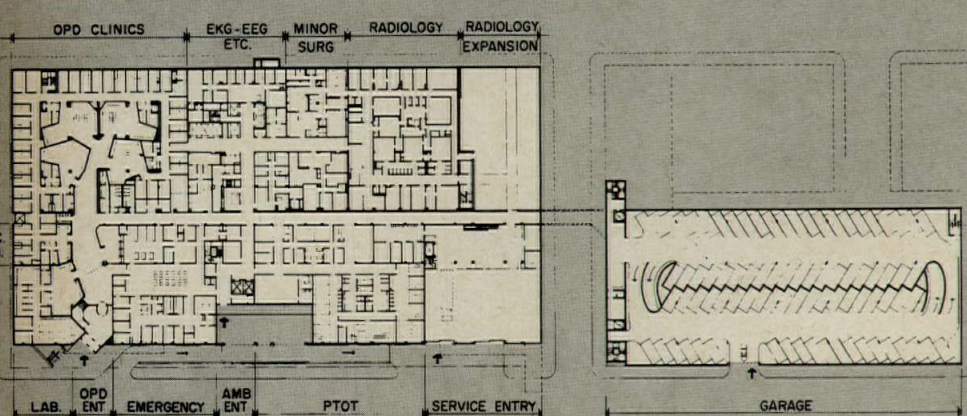 OPD CLINICS
EKG-EEG
ETC.
MINOR
SURG
RADIOLOGY
RADIOLOGY
EXPANSION
LAB.
OPD
ENT
EMERGENCY
AMB
ENT
PTOT
SERVICE ENTRY
GARAGE